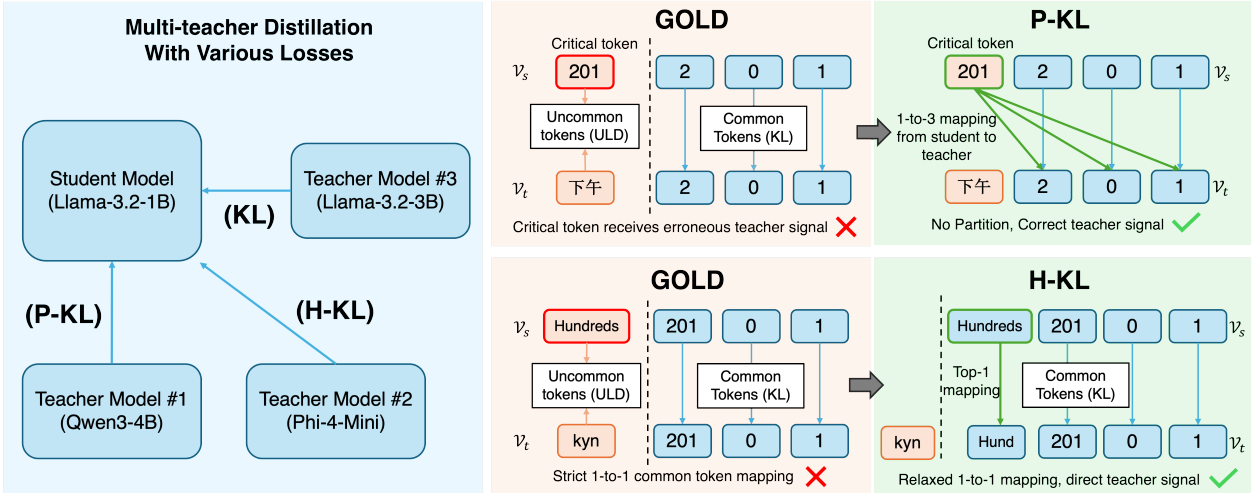 Multi-teacher Distillation
With Various Losses
Student Model
(Llama-3.2-1B)
Teacher Model #3
(Llama-3.2-3B)
(KL)
(P-KL)
(H-KL)
Teacher Model #1
(Qwen3-4B)
Teacher Model #2
(Phi-4-Mini)
GOLD
Critical token
𝒱s 201 2 0 1
Uncommon
tokens (ULD)
Common
Tokens (KL)
𝒱t 下午 2 0 1
Critical token receives erroneous teacher signal
P-KL
Critical token
201 2 0 1 𝒱s
1-to-3 mapping
from student to
teacher
下午 2 0 1 𝒱t
No Partition, Correct teacher signal
GOLD
𝒱s Hundreds 201 0 1
Uncommon
tokens (ULD)
Common
Tokens (KL)
𝒱t kyn 201 0 1
Strict 1-to-1 common token mapping
H-KL
Hundreds 201 0 1 𝒱s
Top-1
mapping
Common
Tokens (KL)
kyn Hund 201 0 1 𝒱t
Relaxed 1-to-1 mapping, direct teacher signal